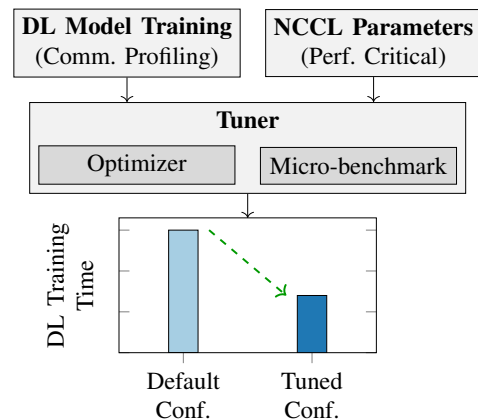 DL Model Training
(Comm. Profiling)
NCCL Parameters
(Perf. Critical)
Tuner
Optimizer
Micro-benchmark
DL Training
Time
Default
Conf.
Tuned
Conf.